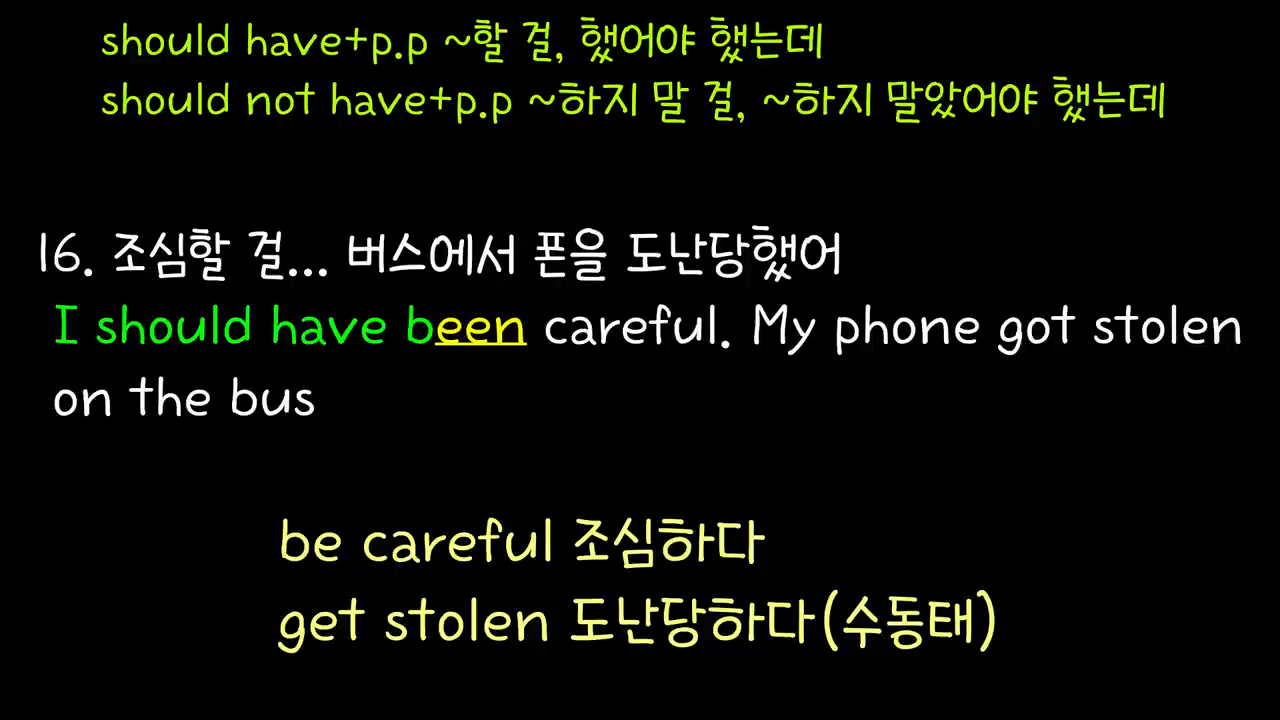 should have+p.p ~할 걸, 했어야 했는데
should not have+p.p ~하지 말 걸, ~하지 말았어야 했는데
16. 조심할 걸... 버스에서 폰을 도난당했어
I should have been careful. My phone got stolen
on the bus
be careful 조심하다
get stolen 도난당하다(수동태)